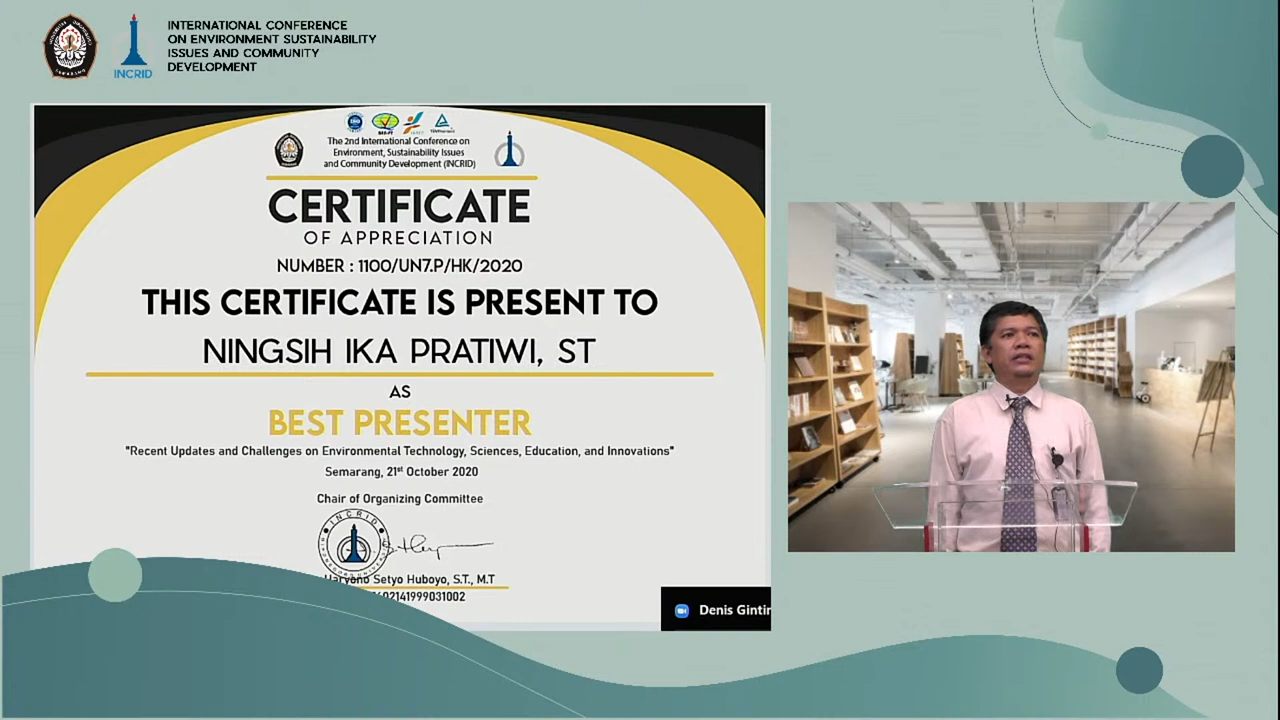 INTERNATIONAL CONFERENCE
ON ENVIRONMENT SUSTAINABILITY
ISSUES AND COMMUNITY
DEVELOPMENT
INCRID
The 2nd International Conference on
Environment, Sustainability Issues
and Community Development (INCRID)
CERTIFICATE
OF APPRECIATION
NUMBER : 1100/UN7.P/HK/2020
THIS CERTIFICATE IS PRESENT TO
NINGSIH IKA PRATIWI, ST
AS
BEST PRESENTER
"Recent Updates and Challenges on Environmental Technology, Sciences, Education, and Innovations"
Semarang, 21st October 2020
Chair of Organizing Committee
INCRID
Haryono Setyo Huboyo, S.T., M.T
02141999031002
Denis Gintin